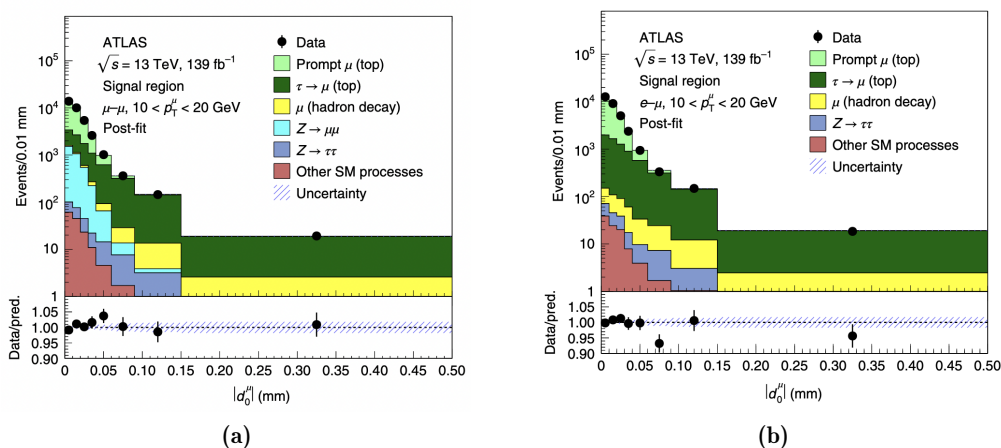 ATLAS
√s = 13 TeV, 139 fb⁻¹
Signal region
μ–μ, 10 < p_T^μ < 20 GeV
Post-fit
Data
Prompt μ (top)
τ → μ (top)
μ (hadron decay)
Z → μμ
Z → ττ
Other SM processes
Uncertainty
Events/0.01 mm
10⁵
10⁴
10³
10²
10
1
Data/pred.
1.05
1.00
0.95
0.90
0 0.05 0.10 0.15 0.20 0.25 0.30 0.35 0.40 0.45 0.50
|d₀^μ| (mm)
(a)
ATLAS
√s = 13 TeV, 139 fb⁻¹
Signal region
e–μ, 10 < p_T^μ < 20 GeV
Post-fit
Data
Prompt μ (top)
τ → μ (top)
μ (hadron decay)
Z → ττ
Other SM processes
Uncertainty
Events/0.01 mm
10⁵
10⁴
10³
10²
10
1
Data/pred.
1.05
1.00
0.95
0.90
0 0.05 0.10 0.15 0.20 0.25 0.30 0.35 0.40 0.45 0.50
|d₀^μ| (mm)
(b)